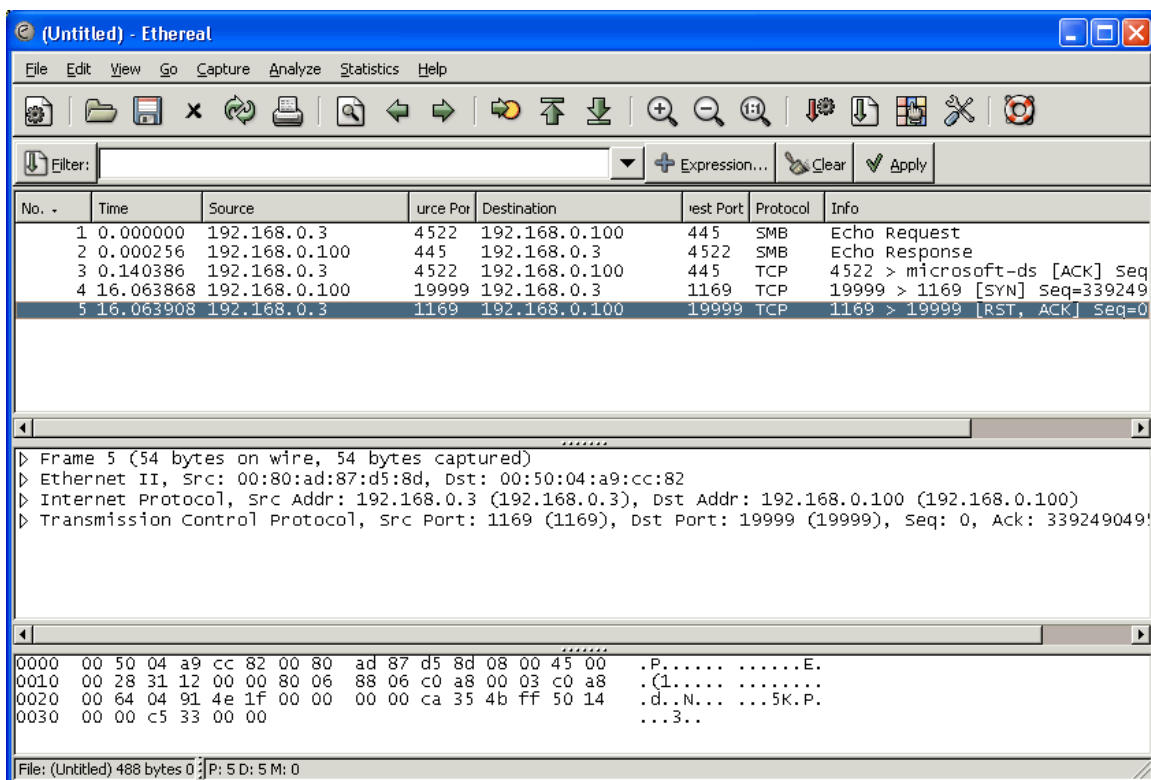 (Untitled) - Ethereal
File Edit View Go Capture Analyze Statistics Help
Filter: Expression... Clear Apply
No. Time Source urce Por Destination est Port Protocol Info
1 0.000000 192.168.0.3 4522 192.168.0.100 445 SMB Echo Request
2 0.000256 192.168.0.100 445 192.168.0.3 4522 SMB Echo Response
3 0.140386 192.168.0.3 4522 192.168.0.100 445 TCP 4522 > microsoft-ds [ACK] Seq
4 16.063868 192.168.0.100 19999 192.168.0.3 1169 TCP 19999 > 1169 [SYN] Seq=339249
5 16.063908 192.168.0.3 1169 192.168.0.100 19999 TCP 1169 > 19999 [RST, ACK] Seq=0
Frame 5 (54 bytes on wire, 54 bytes captured)
Ethernet II, Src: 00:80:ad:87:d5:8d, Dst: 00:50:04:a9:cc:82
Internet Protocol, Src Addr: 192.168.0.3 (192.168.0.3), Dst Addr: 192.168.0.100 (192.168.0.100)
Transmission Control Protocol, Src Port: 1169 (1169), Dst Port: 19999 (19999), Seq: 0, Ack: 339249049
0000 00 50 04 a9 cc 82 00 80 ad 87 d5 8d 08 00 45 00 .P...... ......E.
0010 00 28 31 12 00 00 80 06 88 06 c0 a8 00 03 c0 a8 .(1..... ........
0020 00 64 04 91 4e 1f 00 00 00 00 ca 35 4b ff 50 14 .d..N... ...5K.P.
0030 00 00 c5 33 00 00 ...3..
File: (Untitled) 488 bytes 0 P: 5 D: 5 M: 0